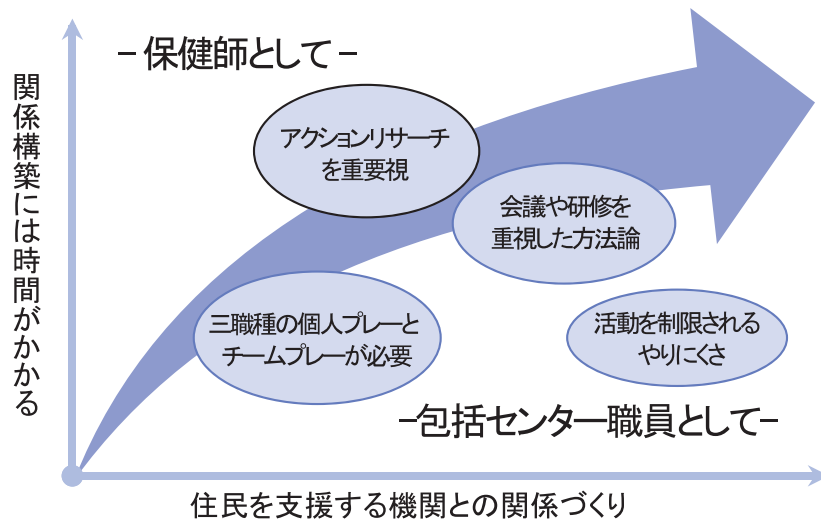 －保健師として－
関係構築には時間がかかる
アクションリサーチ
を重要視
会議や研修を
重視した方法論
三職種の個人プレーと
チームプレーが必要
活動を制限される
やりにくさ
－包括センター職員として－
住民を支援する機関との関係づくり